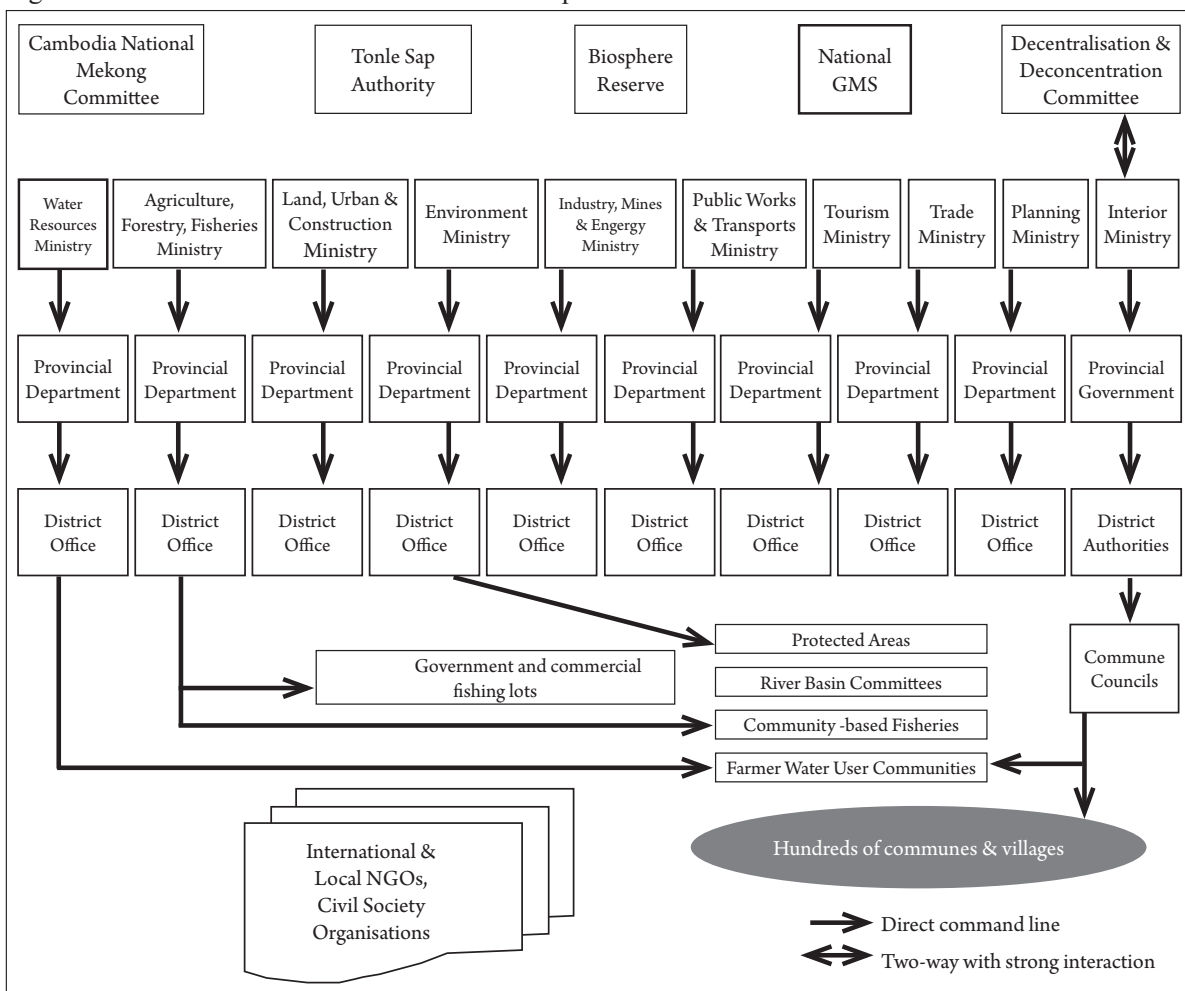 Cambodia National
Mekong
Committee
Tonle Sap
Authority
Biosphere
Reserve
National
GMS
Decentralisation &
Deconcentration
Committee
Water
Resources
Ministry
Agriculture,
Forestry, Fisheries
Ministry
Land, Urban &
Construction
Ministry
Environment
Ministry
Industry, Mines
& Engergy
Ministry
Public Works
& Transports
Ministry
Tourism
Ministry
Trade
Ministry
Planning
Ministry
Interior
Ministry
Provincial
Department
Provincial
Department
Provincial
Department
Provincial
Department
Provincial
Department
Provincial
Department
Provincial
Department
Provincial
Department
Provincial
Department
Provincial
Government
District
Office
District
Office
District
Office
District
Office
District
Office
District
Office
District
Office
District
Office
District
Office
District
Authorities
Protected Areas
Government and commercial
fishing lots
River Basin Committees
Commune
Councils
Community -based Fisheries
Farmer Water User Communities
International &
Local NGOs,
Civil Society
Organisations
Hundreds of communes & villages
Direct command line
Two-way with strong interaction